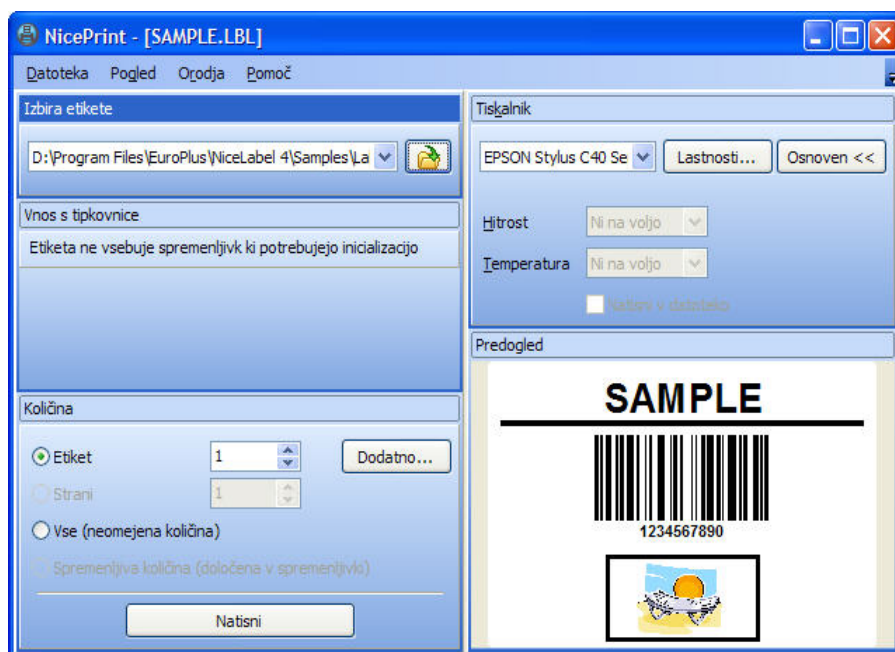 NicePrint - [SAMPLE.LBL]
Datoteka Pogled Orodja Pomoč
Izbira etikete
D:\Program Files\EuroPlus\NiceLabel 4\Samples\La
Vnos s tipkovnice
Etiketa ne vsebuje spremenljivk ki potrebujejo inicializacijo
Količina
Etiket 1 Dodatno...
Strani 1
Vse (neomejena količina)
Spremenljiva količina (določena v spremenljivki)
Natisni
Tiskalnik
EPSON Stylus C40 Se Lastnosti... Osnoven <<
Hitrost Ni na voljo
Temperatura Ni na voljo
Natisni v datoteko
Predogled
SAMPLE
1234567890